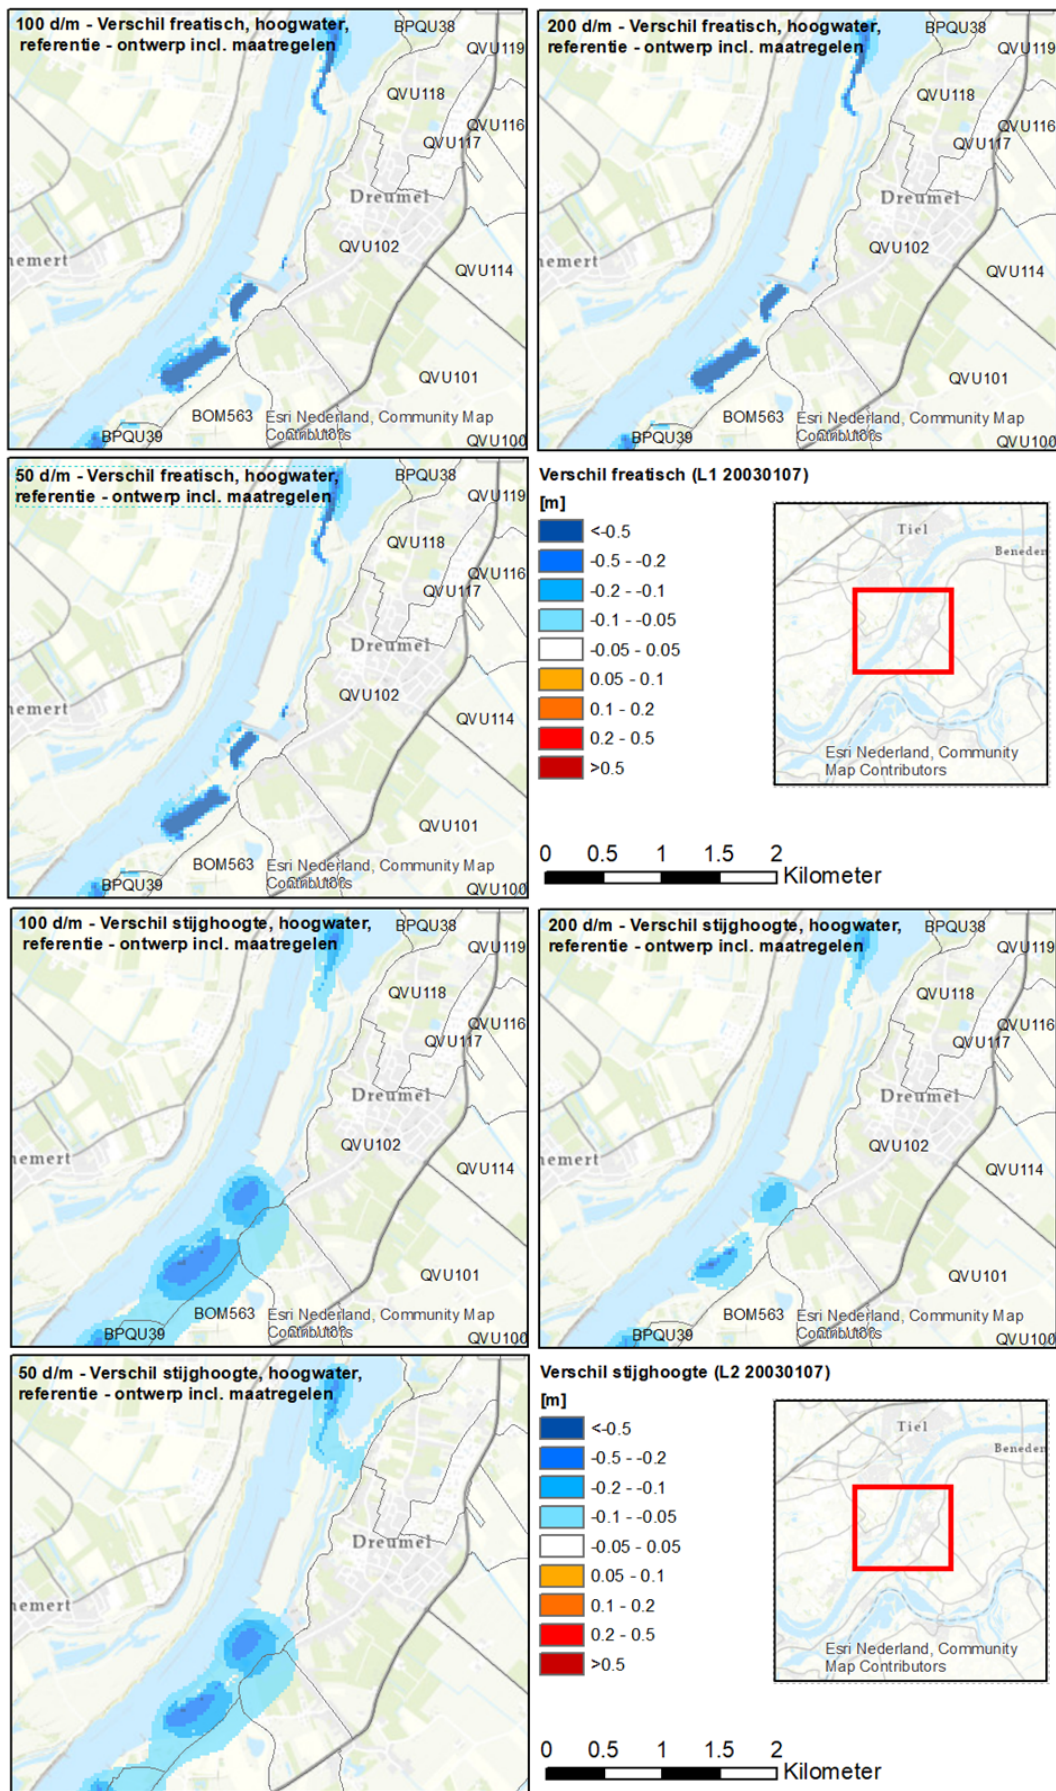 100 d/m - Verschil freatisch, hoogwater,
referentie - ontwerp incl. maatregelen
BPQU38
QVU119
QVU118
QVU116
QVU117
Dreumel
QVU102
QVU114
nemert
QVU101
BOM563
Esri Nederland, Community Map
Contributors
BPQU39
QVU100
200 d/m - Verschil freatisch, hoogwater,
referentie - ontwerp incl. maatregelen
BPQU38
QVU119
QVU118
QVU116
QVU117
Dreumel
QVU102
QVU114
nemert
QVU101
BOM563
Esri Nederland, Community Map
Contributors
BPQU39
QVU100
50 d/m - Verschil freatisch, hoogwater,
referentie - ontwerp incl. maatregelen
BPQU38
QVU119
QVU118
QVU116
QVU117
Dreumel
QVU102
QVU114
nemert
QVU101
BOM563
Esri Nederland, Community Map
Contributors
BPQU39
QVU100
Verschil freatisch (L1 20030107)
[m]
<-0.5
-0.5 - -0.2
-0.2 - -0.1
-0.1 - -0.05
-0.05 - 0.05
0.05 - 0.1
0.1 - 0.2
0.2 - 0.5
>0.5
Tiel
Beneden
Esri Nederland, Community
Map Contributors
0 0.5 1 1.5 2
Kilometer
100 d/m - Verschil stijghoogte, hoogwater,
referentie - ontwerp incl. maatregelen
BPQU38
QVU119
QVU118
QVU116
QVU117
Dreumel
QVU102
QVU114
nemert
QVU101
BOM563
Esri Nederland, Community Map
Contributors
BPQU39
QVU100
200 d/m - Verschil stijghoogte, hoogwater,
referentie - ontwerp incl. maatregelen
BPQU38
QVU119
QVU118
QVU116
QVU117
Dreumel
QVU102
QVU114
nemert
QVU101
BOM563
Esri Nederland, Community Map
Contributors
BPQU39
QVU100
50 d/m - Verschil stijghoogte, hoogwater,
referentie - ontwerp incl. maatregelen
Dreumel
nemert
Verschil stijghoogte (L2 20030107)
[m]
<-0.5
-0.5 - -0.2
-0.2 - -0.1
-0.1 - -0.05
-0.05 - 0.05
0.05 - 0.1
0.1 - 0.2
0.2 - 0.5
>0.5
Tiel
Beneden
Esri Nederland, Community
Map Contributors
0 0.5 1 1.5 2
Kilometer